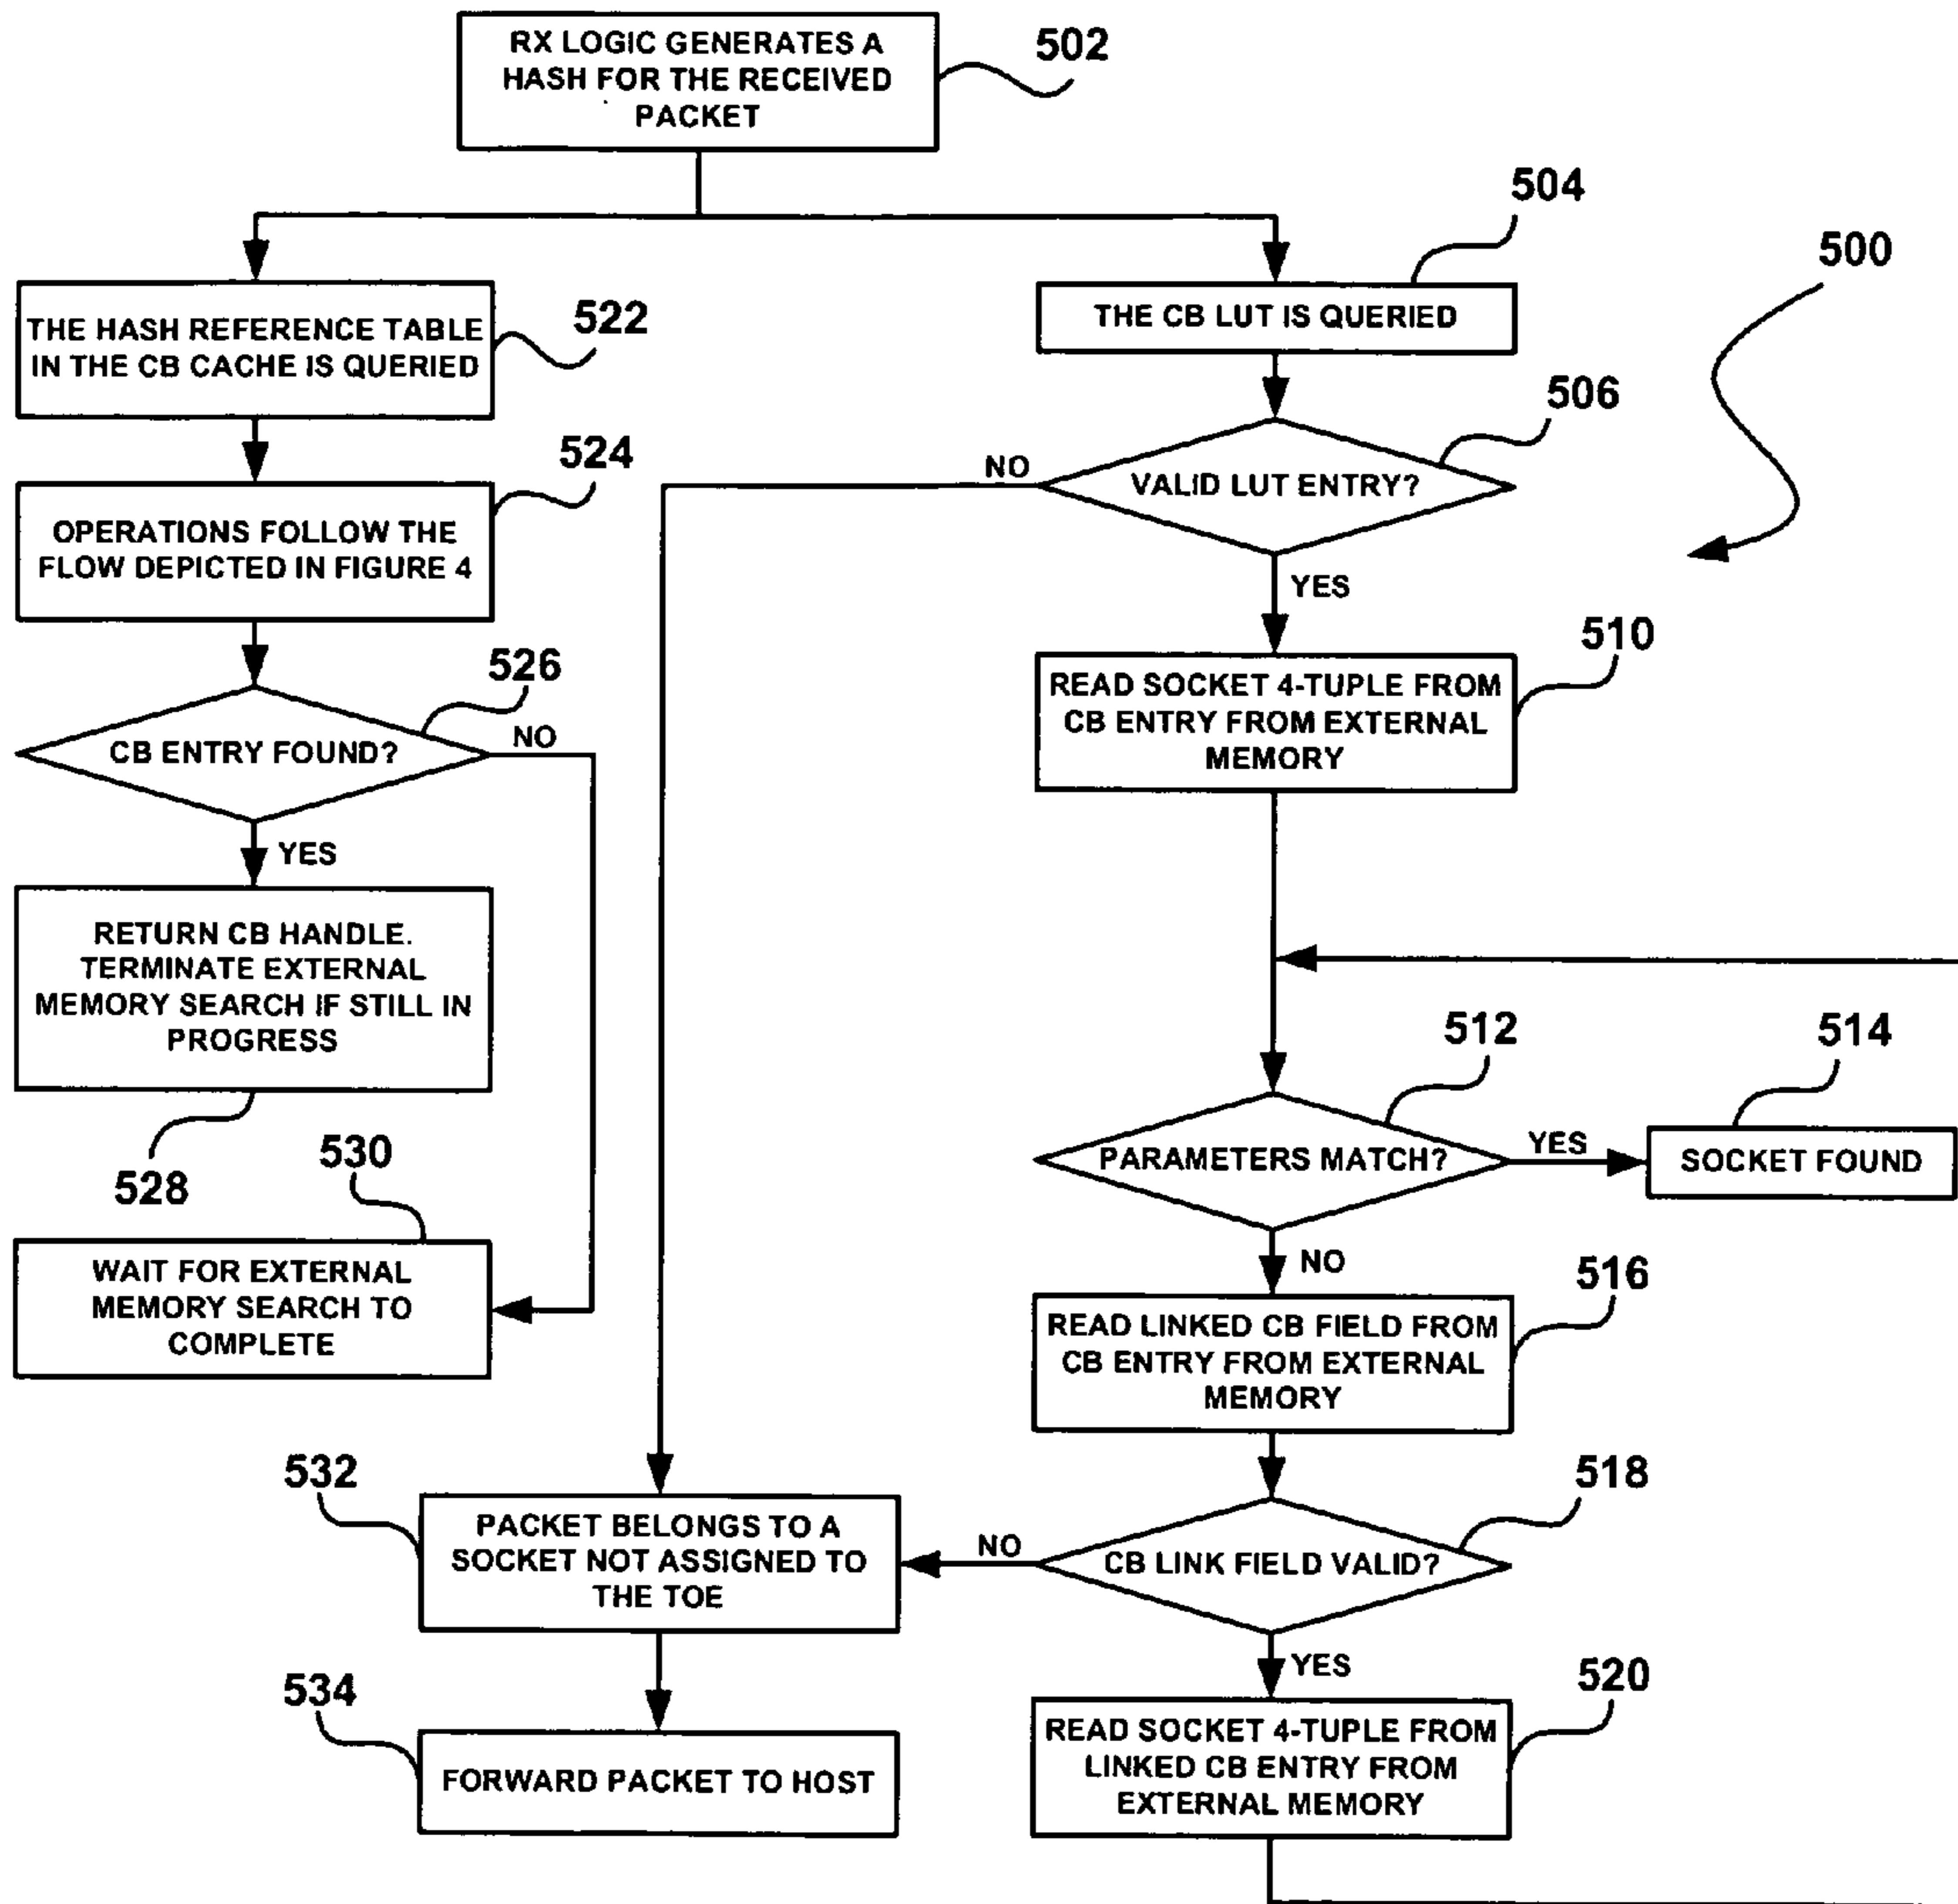 RX LOGIC GENERATES A
HASH FOR THE RECEIVED
PACKET
502
504
500
THE HASH REFERENCE TABLE
IN THE CB CACHE IS QUERIED
522
THE CB LUT IS QUERIED
506
524
NO
VALID LUT ENTRY?
OPERATIONS FOLLOW THE
FLOW DEPICTED IN FIGURE 4
YES
510
526
READ SOCKET 4-TUPLE FROM
CB ENTRY FROM EXTERNAL
MEMORY
CB ENTRY FOUND?
NO
YES
RETURN CB HANDLE.
TERMINATE EXTERNAL
MEMORY SEARCH IF STILL IN
PROGRESS
528
512
514
PARAMETERS MATCH?
YES
SOCKET FOUND
530
WAIT FOR EXTERNAL
MEMORY SEARCH TO
COMPLETE
NO
516
READ LINKED CB FIELD FROM
CB ENTRY FROM EXTERNAL
MEMORY
532
518
PACKET BELONGS TO A
SOCKET NOT ASSIGNED TO
THE TOE
NO
CB LINK FIELD VALID?
YES
520
534
READ SOCKET 4-TUPLE FROM
LINKED CB ENTRY FROM
EXTERNAL MEMORY
FORWARD PACKET TO HOST